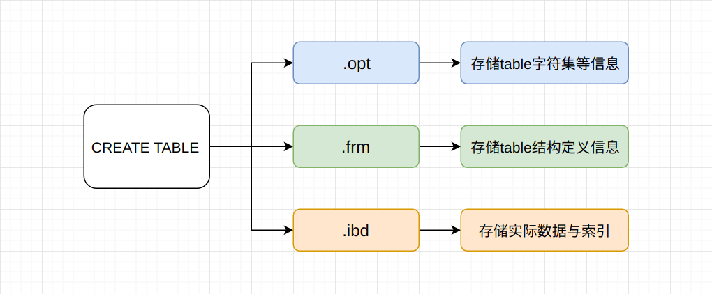 CREATE TABLE
.opt
存储table字符集等信息
.frm
存储table结构定义信息
.ibd
存储实际数据与索引